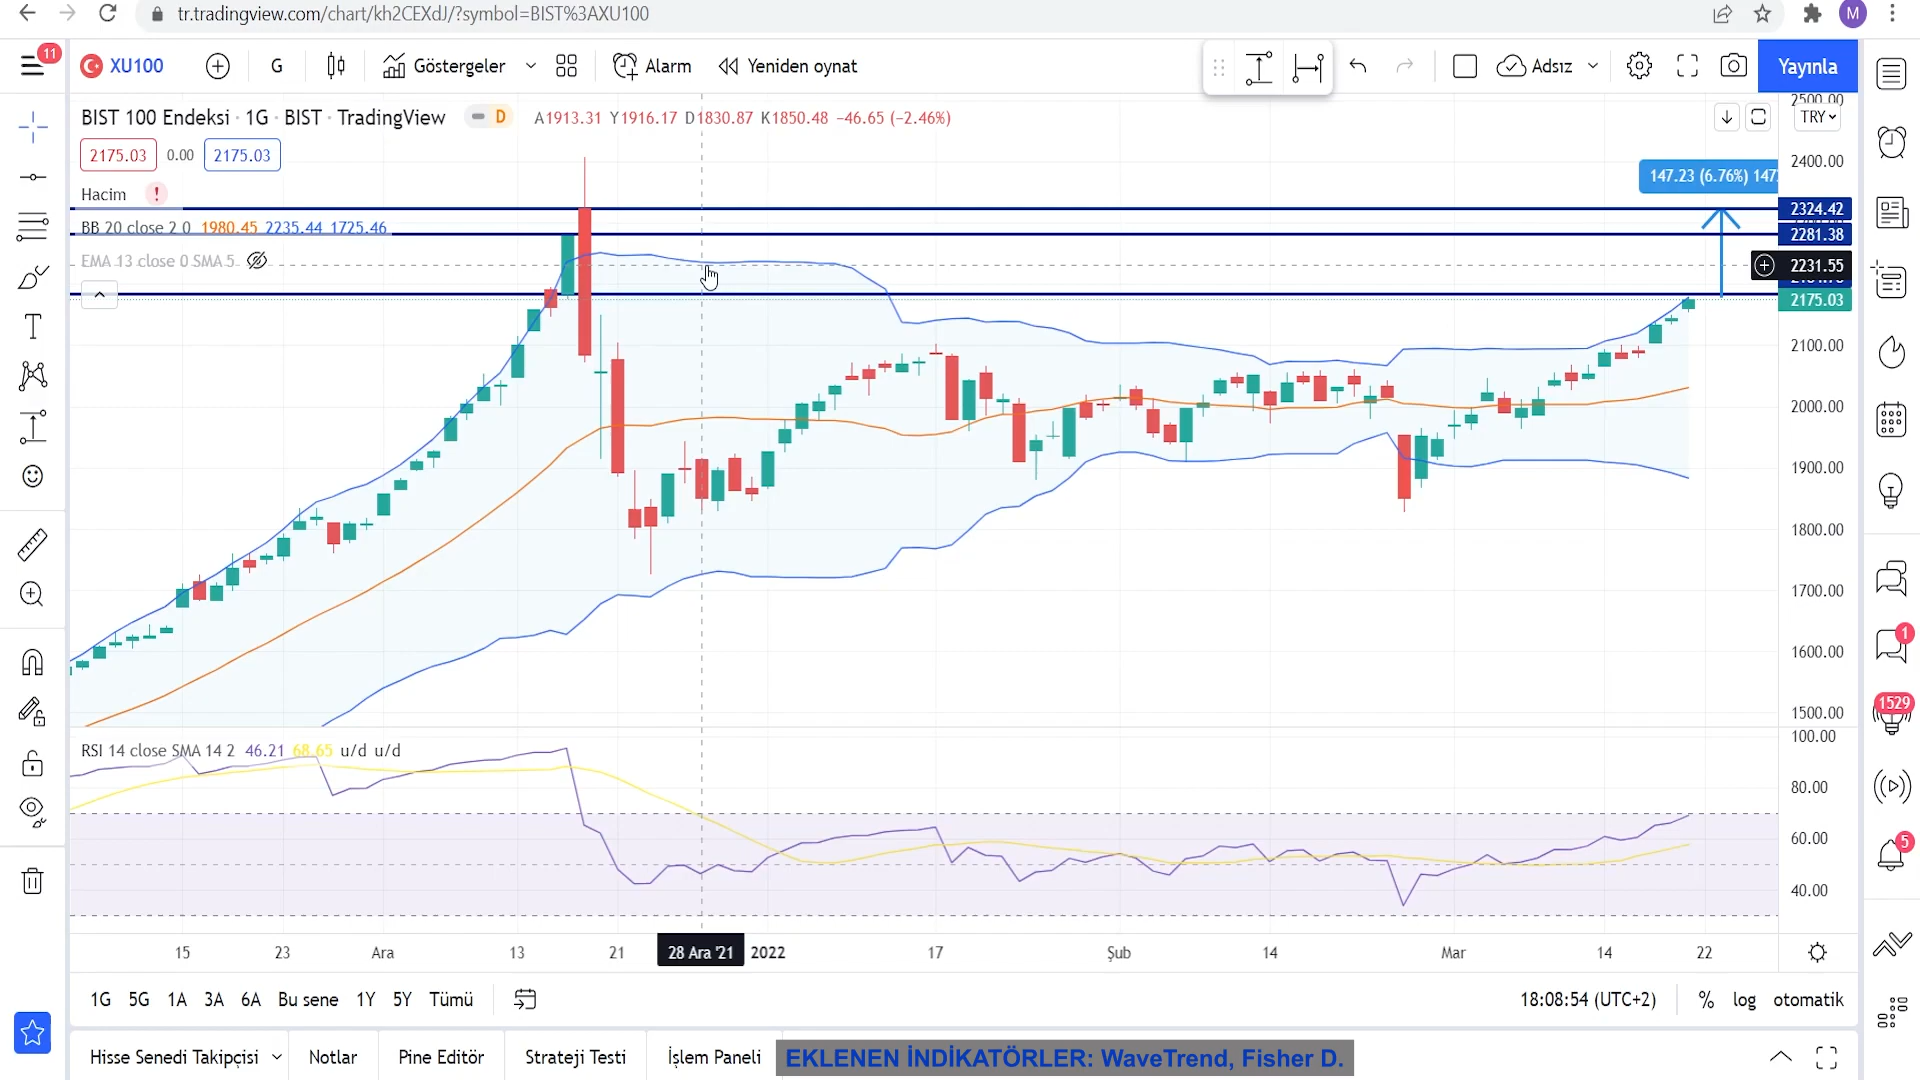 tr.tradingview.com/chart/kh2CEXdJ/?symbol=BIST%3AXU100
M
11
XU100
G
Göstergeler
Alarm
Yeniden oynat
Adsız
Yayınla
BIST 100 Endeksi · 1G · BIST · TradingView
D
A1913.31 Y1916.17 D1830.87 K1850.48 −46.65 (−2.46%)
2500.00
TRY
2175.03
0.00
2175.03
2400.00
147.23 (6.76%) 147
Hacim
!
2324.42
BB 20 close 2 0 1980.45 2235.44 1725.46
2281.38
EMA 13 close 0 SMA 5
2231.55
2175.03
2100.00
2000.00
1900.00
1800.00
1700.00
1600.00
1500.00
RSI 14 close SMA 14 2 46.21 68.65 u/d u/d
100.00
80.00
60.00
40.00
1
1529
5
15
23
Ara
13
21
28 Ara '21
2022
17
Şub
14
Mar
14
22
1G 5G 1A 3A 6A Bu sene 1Y 5Y Tümü
18:08:54 (UTC+2)
% log otomatik
Hisse Senedi Takipçisi
Notlar
Pine Editör
Strateji Testi
İşlem Paneli
EKLENEN İNDİKATÖRLER: WaveTrend, Fisher D.